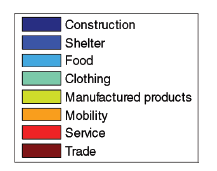 Construction
Shelter
Food
Clothing
Manufactured products
Mobility
Service
Trade